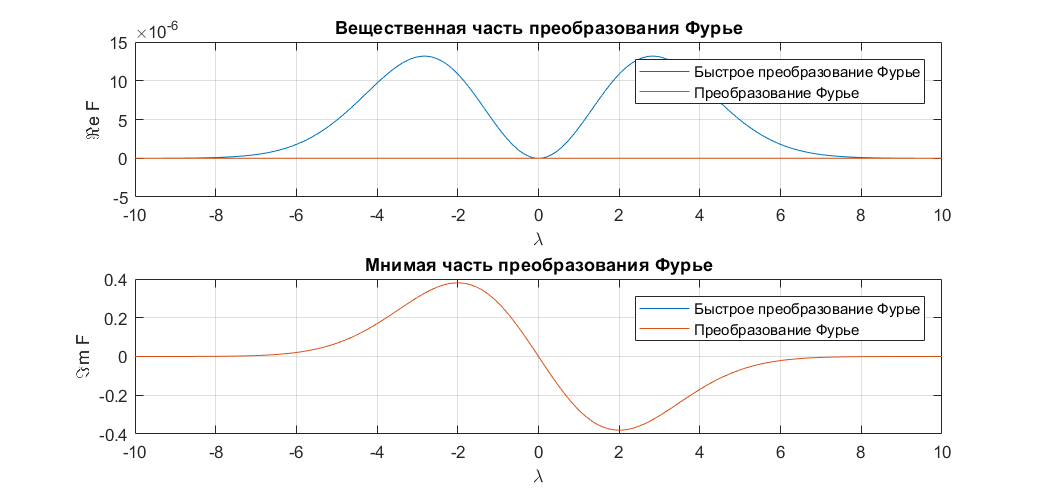 Вещественная часть преобразования Фурье
×10-6
15
10
5
0
-5
ℜe F
Быстрое преобразование Фурье
Преобразование Фурье
-10 -8 -6 -4 -2 0 2 4 6 8 10
λ
Мнимая часть преобразования Фурье
0.4
0.2
0
-0.2
-0.4
ℑm F
Быстрое преобразование Фурье
Преобразование Фурье
-10 -8 -6 -4 -2 0 2 4 6 8 10
λ